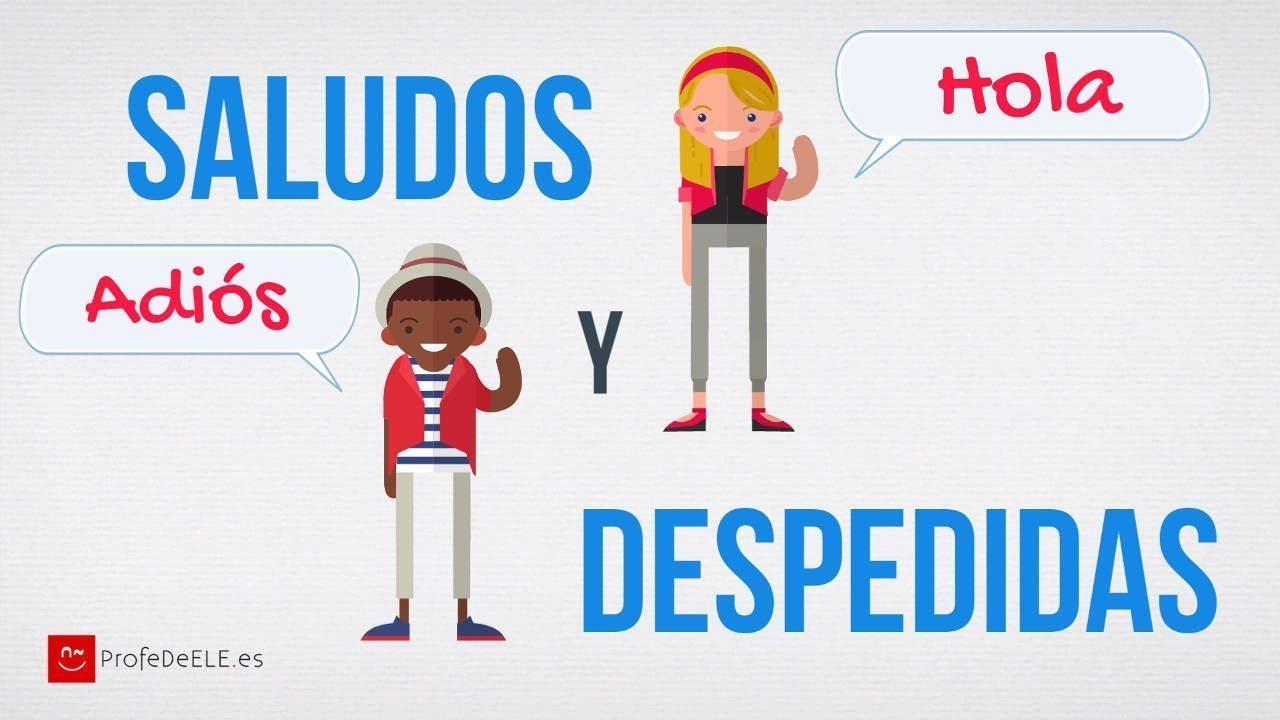 Hola
SALUDOS
Adiós
Y
DESPEDIDAS
ProfeDeELE.es